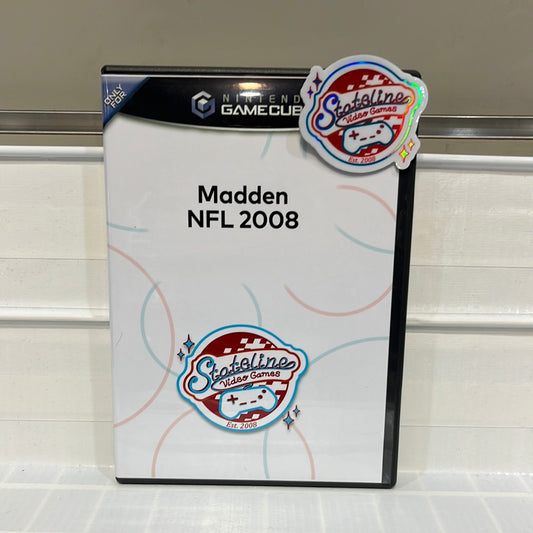 ONLY
FOR
NINTENDO
GAMECUBE
Stateline
Video Games
Est. 2008
Madden
NFL 2008
Stateline
Video Games
Est. 2008